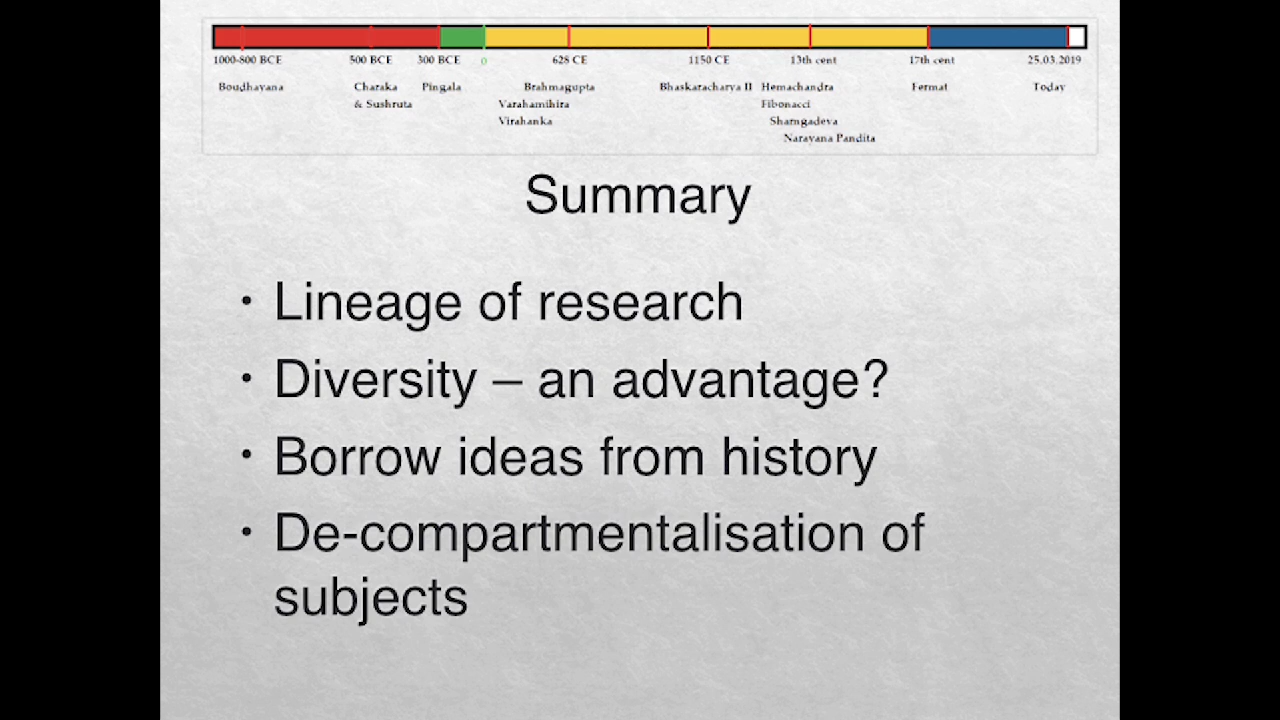 1000-800 BCE 500 BCE 300 BCE 0 628 CE 1150 CE 13th cent 17th cent 25.03.2019
Boudhayana Charaka Pingala Brahmagupta Bhaskaracharya II Hemachandra Fermat Today
& Sushruta Varahamihira Fibonacci
Virahanka Sharngadeva
Narayana Pandita
Summary
• Lineage of research
• Diversity – an advantage?
• Borrow ideas from history
• De-compartmentalisation of
subjects